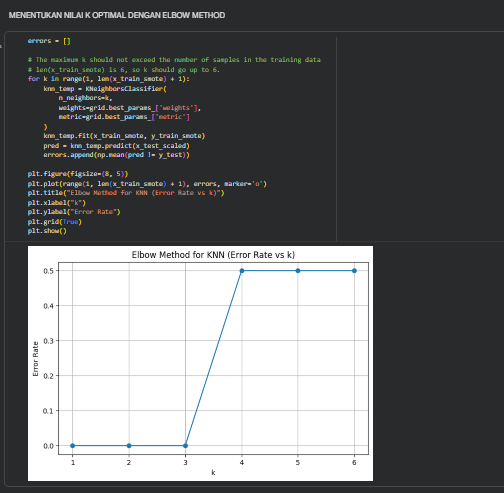 MENENTUKAN NILAI K OPTIMAL DENGAN ELBOW METHOD
errors = []
# The maximum k should not exceed the number of samples in the training data
# len(x_train_smote) is 6, so k should go up to 6.
for k in range(1, len(x_train_smote) + 1):
knn_temp = KNeighborsClassifier(
n_neighbors=k,
weights=grid.best_params_['weights'],
metric=grid.best_params_['metric']
)
knn_temp.fit(x_train_smote, y_train_smote)
pred = knn_temp.predict(x_test_scaled)
errors.append(np.mean(pred != y_test))
plt.figure(figsize=(8, 5))
plt.plot(range(1, len(x_train_smote) + 1), errors, marker='o')
plt.title("Elbow Method for KNN (Error Rate vs k)")
plt.xlabel("k")
plt.ylabel("Error Rate")
plt.grid(True)
plt.show()
Elbow Method for KNN (Error Rate vs k)
0.5
0.4
0.3
0.2
0.1
0.0
Error Rate
1 2 3 4 5 6
k